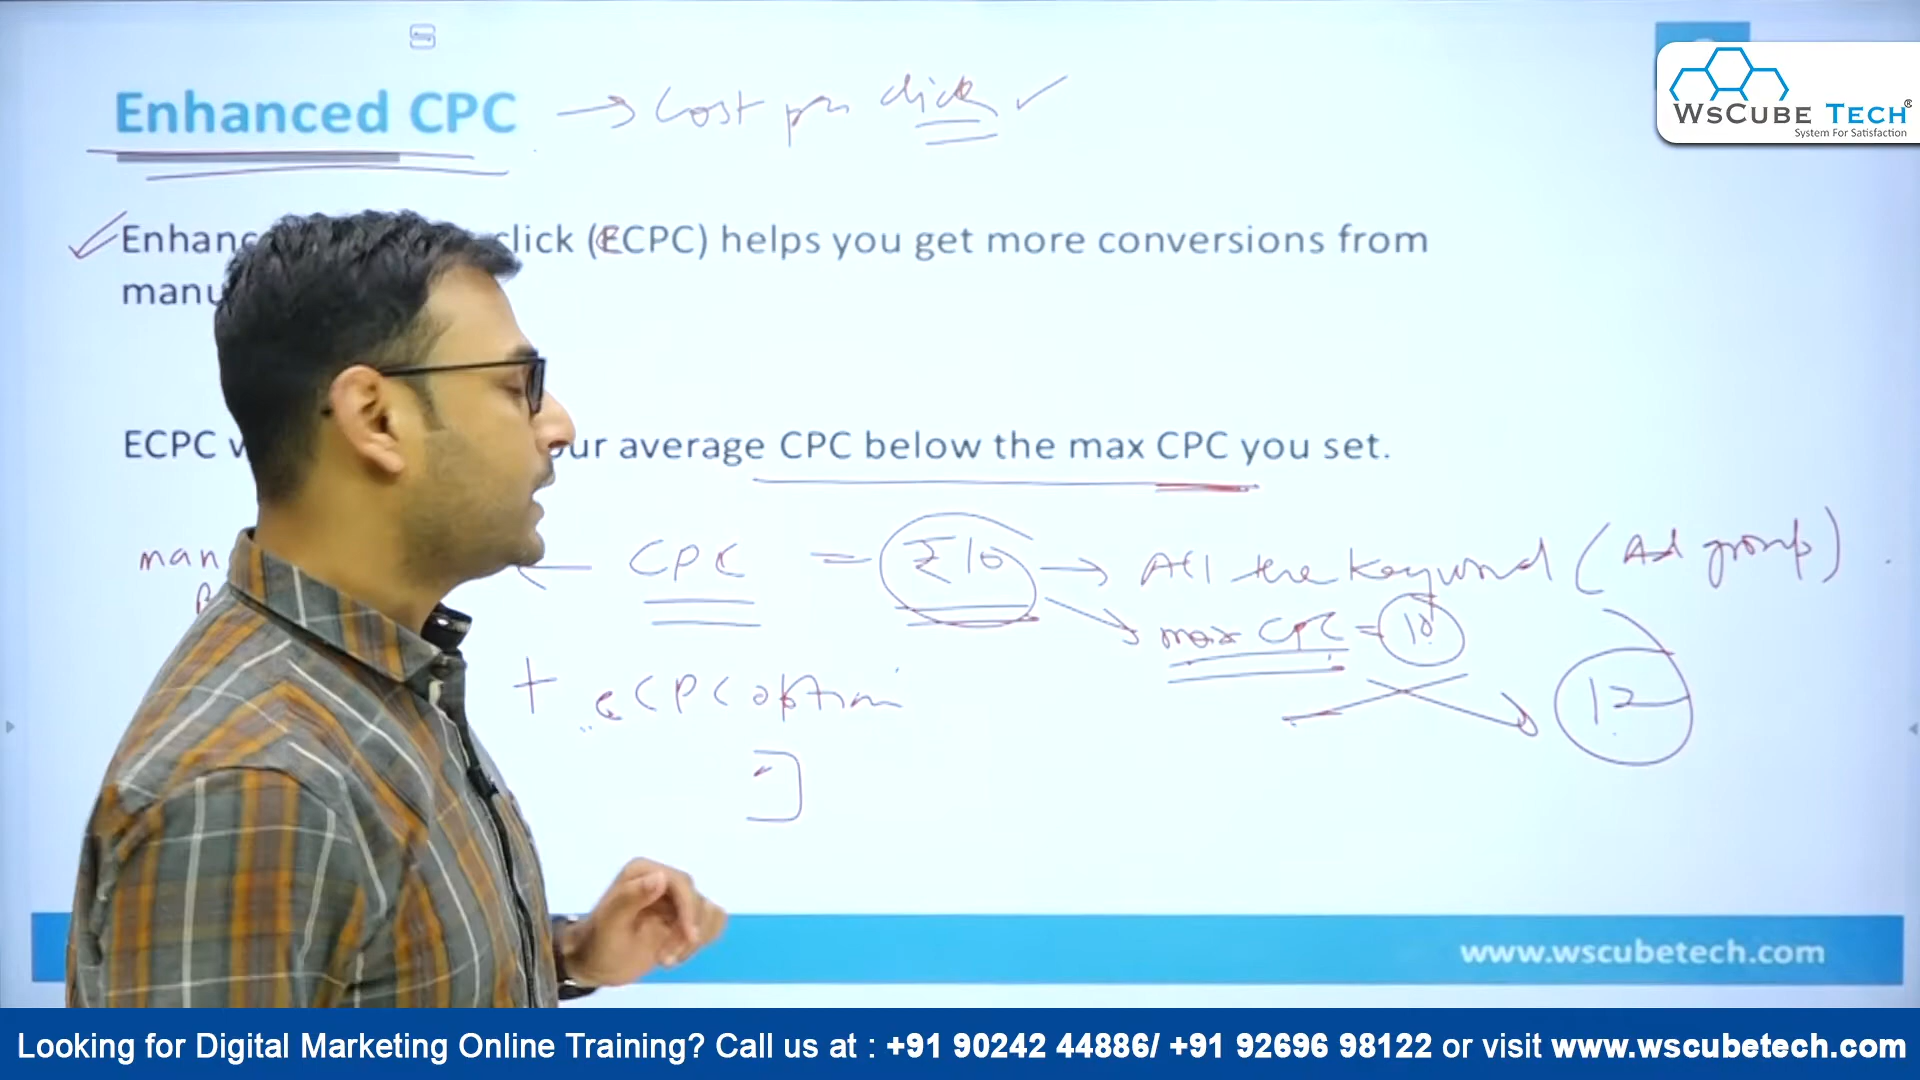 Enhanced CPC → Cost per click ✓
WsCube Tech®
System For Satisfaction
Enhanc click (ECPC) helps you get more conversions from
manu
ECPC w ur average CPC below the max CPC you set.
man CPC = ₹10 → All the keyword (Ad group)
max CPC = 10
+ eCPC option 12
www.wscubetech.com
Looking for Digital Marketing Online Training? Call us at : +91 90242 44886/ +91 92696 98122 or visit www.wscubetech.com